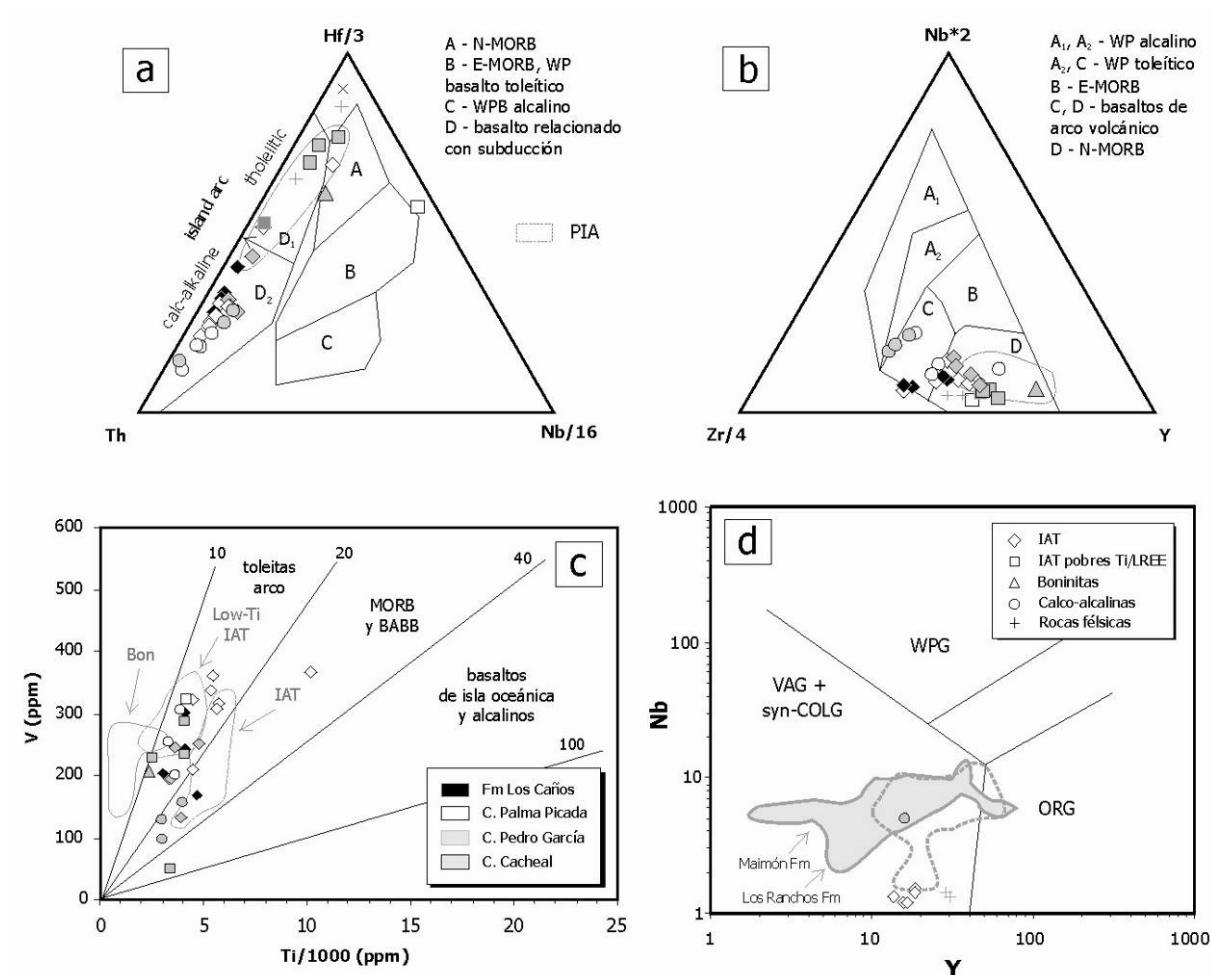 a
Hf/3
A - N-MORB
B - E-MORB, WP
basalto toleítico
C - WPB alcalino
D - basalto relacionado
con subducción
PIA
island arc
tholeiitic
calc-alkaline
A
B
C
D1
D2
Th
Nb/16
b
Nb*2
A1, A2 - WP alcalino
A2, C - WP toleítico
B - E-MORB
C, D - basaltos de
arco volcánico
D - N-MORB
A1
A2
B
C
D
Zr/4
Y
c
600
500
400
300
200
100
0
V (ppm)
10
toleitas
arco
20
40
100
Low-Ti
IAT
Bon
MORB
y BABB
IAT
basaltos
de isla oceánica
y alcalinos
Fm Los Caños
C. Palma Picada
C. Pedro García
C. Cacheal
0
5
10
15
20
25
Ti/1000 (ppm)
d
1000
100
10
1
Nb
IAT
IAT pobres Ti/LREE
Boninitas
Calco-alcalinas
Rocas félsicas
WPG
VAG +
syn-COLG
ORG
Maimón Fm
Los Ranchos Fm
1
10
100
1000
Y